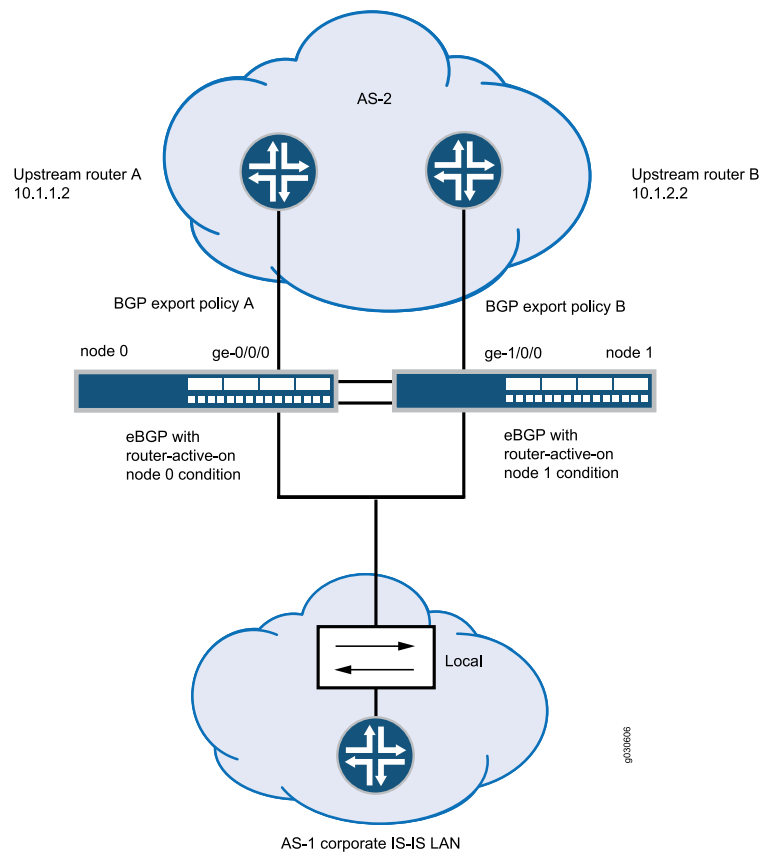 AS-2
Upstream router A
10.1.1.2
Upstream router B
10.1.2.2
BGP export policy A
BGP export policy B
node 0
ge-0/0/0
ge-1/0/0
node 1
eBGP with
router-active-on
node 0 condition
eBGP with
router-active-on
node 1 condition
Local
g030606
AS-1 corporate IS-IS LAN